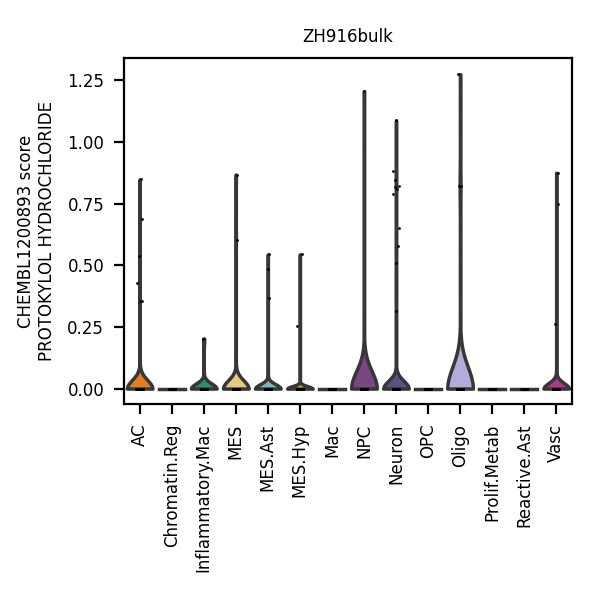 ZH916bulk
CHEMBL1200893 score
PROTOKYLOL HYDROCHLORIDE
1.25
1.00
0.75
0.50
0.25
0.00
AC
Chromatin.Reg
Inflammatory.Mac
MES
MES.Ast
MES.Hyp
Mac
NPC
Neuron
OPC
Oligo
Prolif.Metab
Reactive.Ast
Vasc